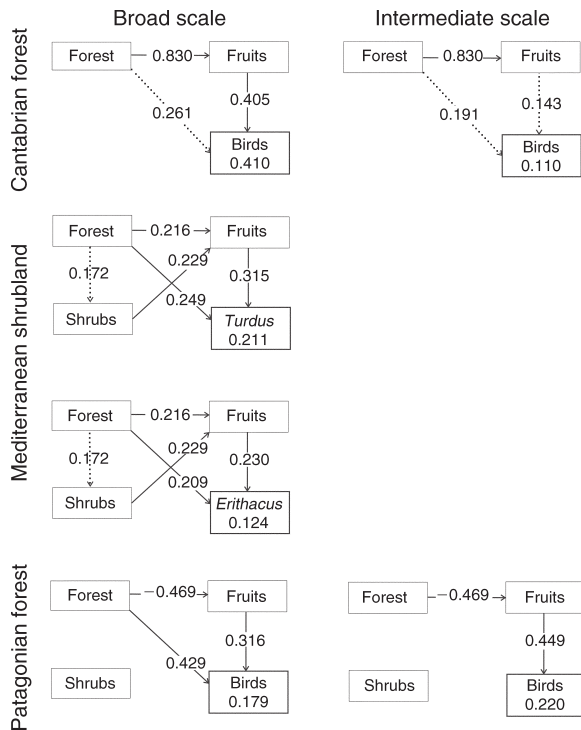 Broad scale
Intermediate scale
Cantabrian forest
Forest
0.830
Fruits
0.261
0.405
Birds
0.410
Forest
0.830
Fruits
0.191
0.143
Birds
0.110
Mediterranean shrubland
Forest
0.216
Fruits
0.172
0.229
0.249
0.315
Shrubs
Turdus
0.211
Forest
0.216
Fruits
0.172
0.229
0.209
0.230
Shrubs
Erithacus
0.124
Patagonian forest
Forest
−0.469
Fruits
0.316
0.429
Shrubs
Birds
0.179
Forest
−0.469
Fruits
0.449
Shrubs
Birds
0.220